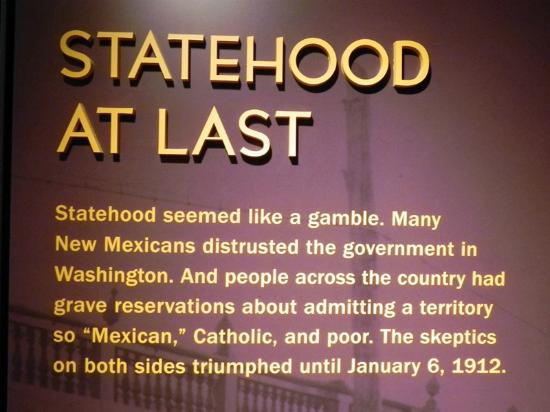 STATEHOOD
AT LAST
Statehood seemed like a gamble. Many
New Mexicans distrusted the government in
Washington. And people across the country had
grave reservations about admitting a territory
so “Mexican,” Catholic, and poor. The skeptics
on both sides triumphed until January 6, 1912.